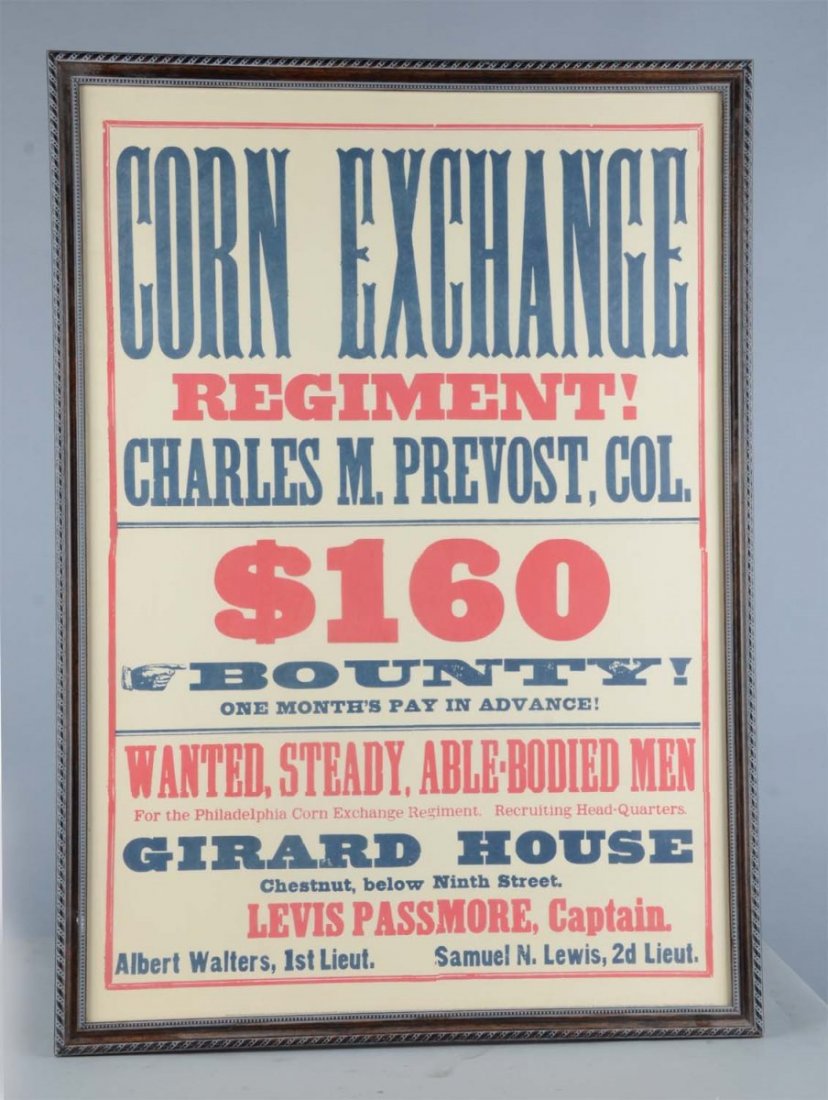 CORN EXCHANGE
REGIMENT!
CHARLES M. PREVOST, COL.
$160
BOUNTY!
ONE MONTH'S PAY IN ADVANCE!
WANTED, STEADY, ABLE-BODIED MEN
For the Philadelphia Corn Exchange Regiment. Recruiting Head-Quarters.
GIRARD HOUSE
Chestnut, below Ninth Street.
LEVIS PASSMORE, Captain.
Albert Walters, 1st Lieut. Samuel N. Lewis, 2d Lieut.